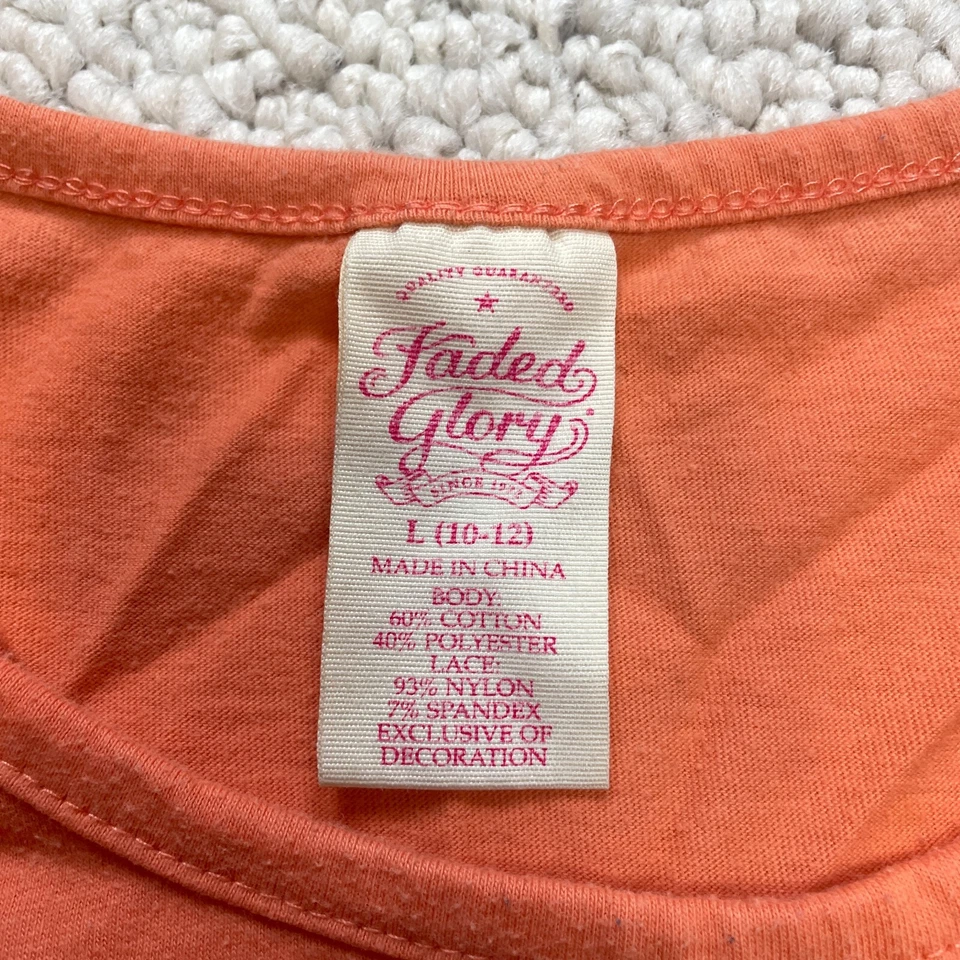 QUALITY GUARANTEED
Faded
Glory
SINCE
L (10-12)
MADE IN CHINA
BODY:
60% COTTON
40% POLYESTER
LACE:
93% NYLON
7% SPANDEX
EXCLUSIVE OF
DECORATION